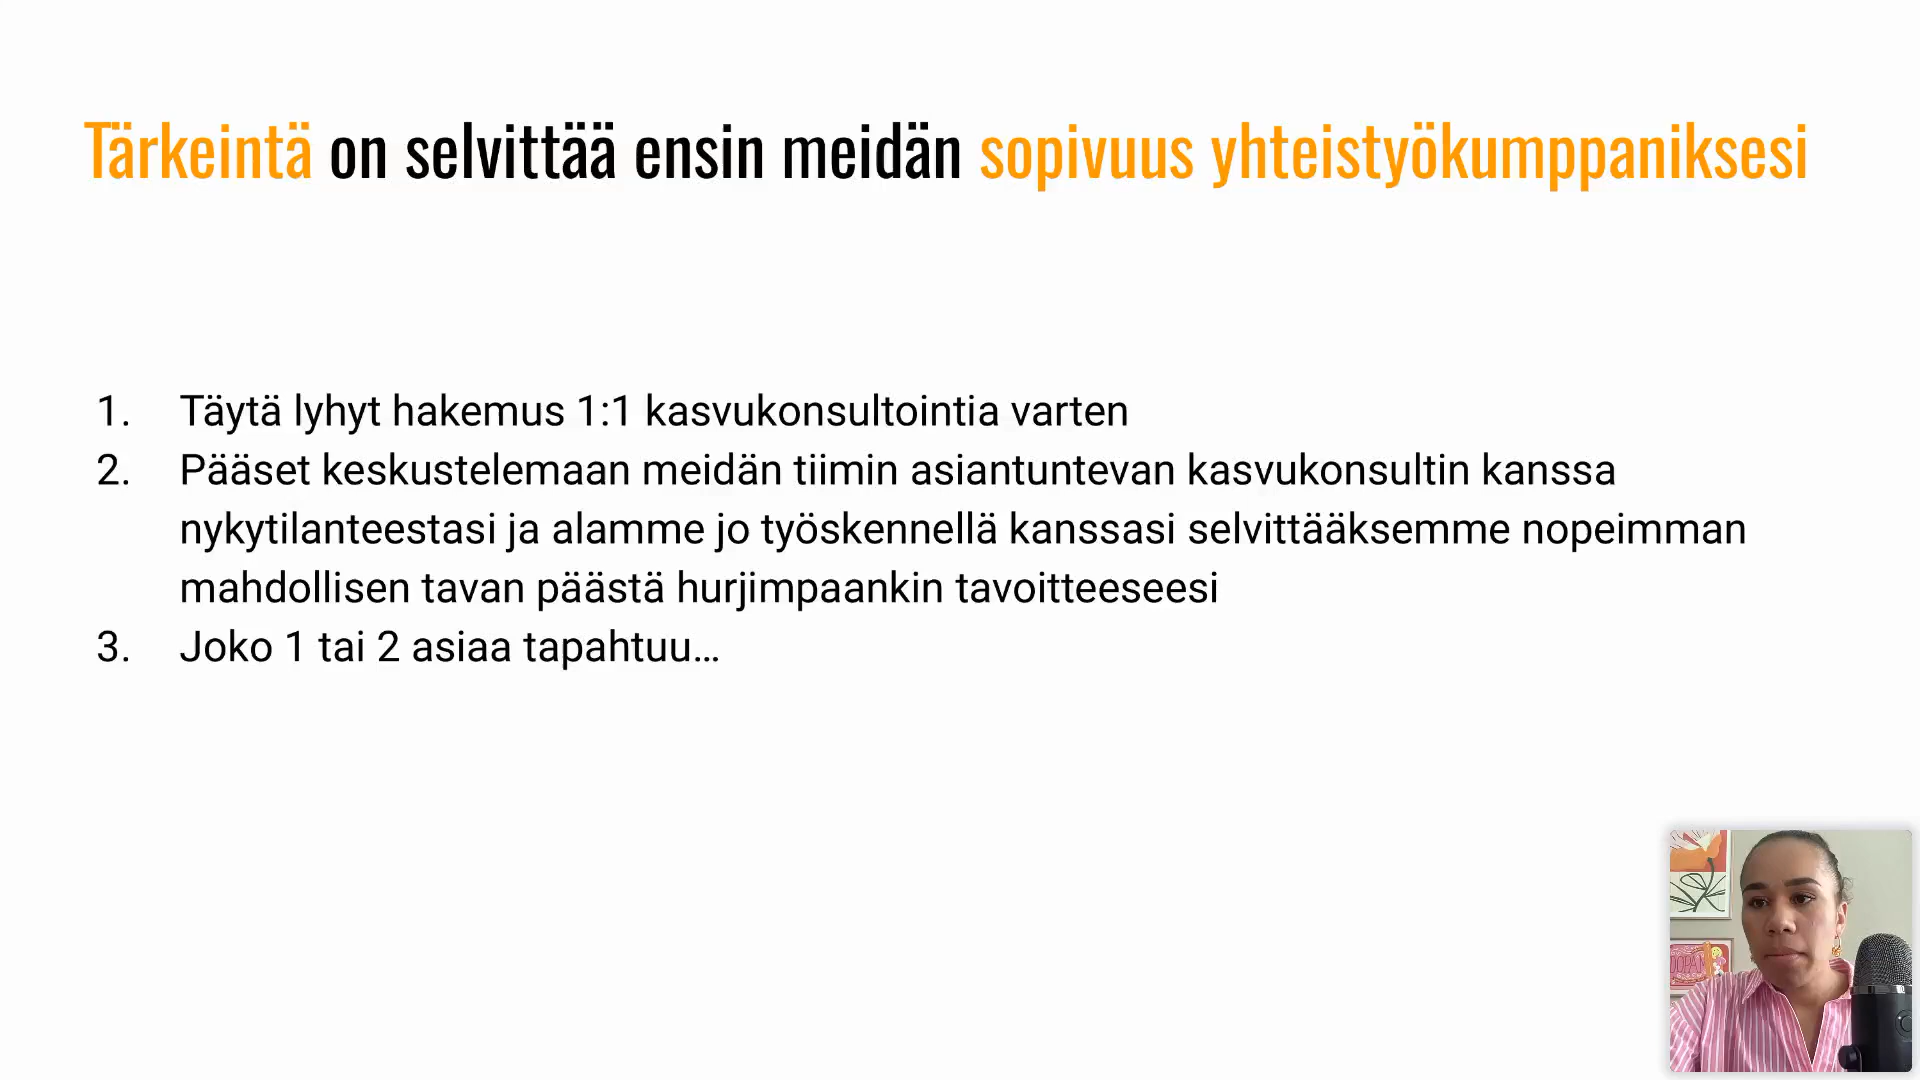 Tärkeintä on selvittää ensin meidän sopivuus yhteistyökumppaniksesi
1. Täytä lyhyt hakemus 1:1 kasvukonsultointia varten
2. Pääset keskustelemaan meidän tiimin asiantuntevan kasvukonsultin kanssa
nykytilanteestasi ja alamme jo työskennellä kanssasi selvittääksemme nopeimman
mahdollisen tavan päästä hurjimpaankin tavoitteeseesi
3. Joko 1 tai 2 asiaa tapahtuu…